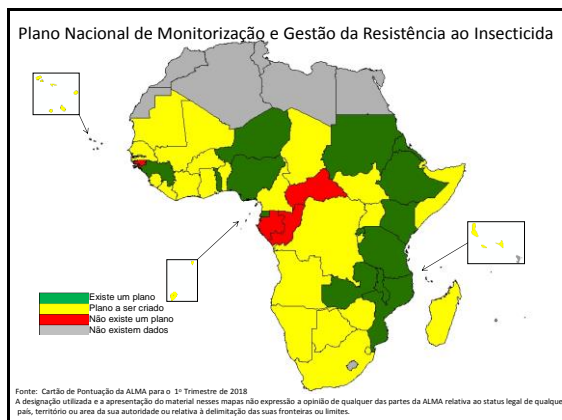 Plano Nacional de Monitorização e Gestão da Resistência ao Insecticida
Existe um plano
Plano a ser criado
Não existe um plano
Não existem dados
Fonte: Cartão de Pontuação da ALMA para o 1º Trimestre de 2018
A designação utilizada e a apresentação do material nesses mapas não expressão a opinião de qualquer das partes da ALMA relativa ao status legal de qualquer
país, território ou area da sua autoridade ou relativa à delimitação das suas fronteiras ou limites.